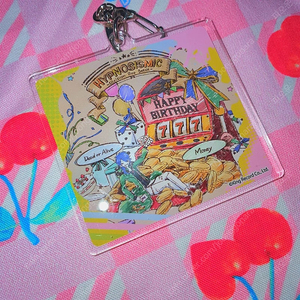 HYPNOSISMIC
HAPPY
BIRTHDAY
777
Dead or Alive
Money
©King Record Co., Ltd.